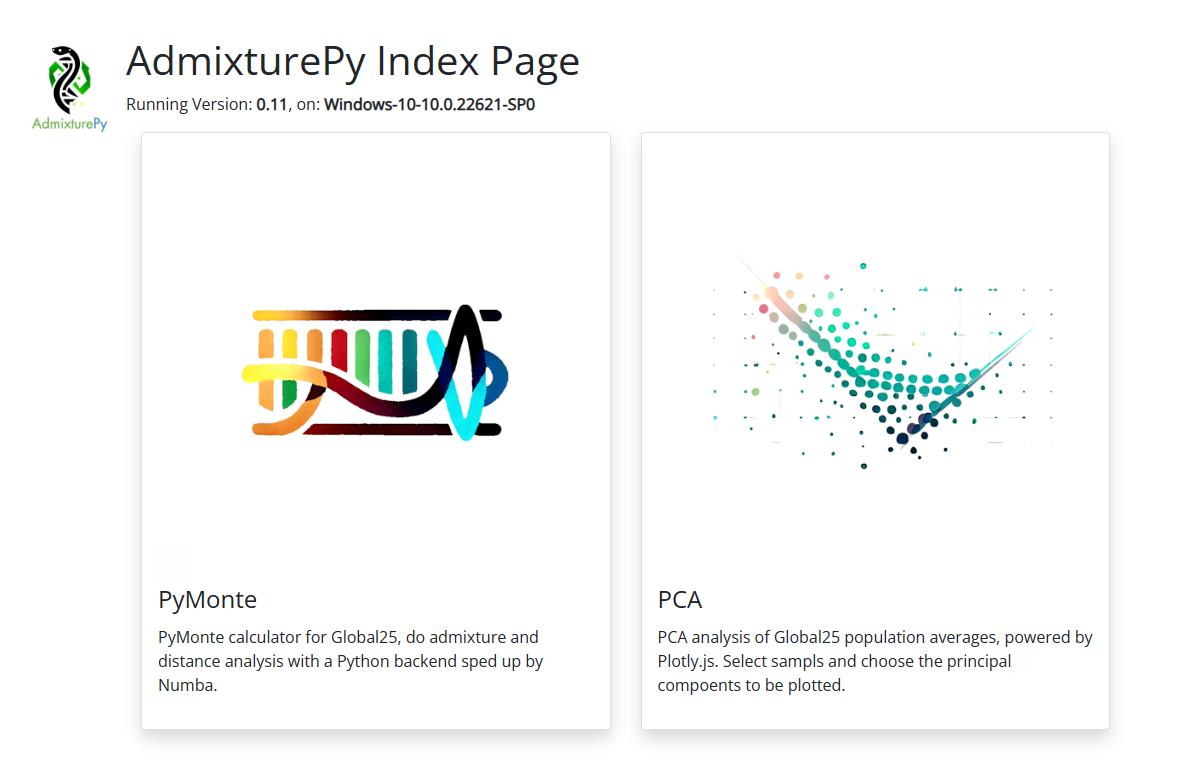 AdmixturePy Index Page
Running Version: 0.11, on: Windows-10-10.0.22621-SP0
AdmixturePy
PyMonte
PyMonte calculator for Global25, do admixture and
distance analysis with a Python backend sped up by
Numba.
PCA
PCA analysis of Global25 population averages, powered by
Plotly.js. Select sampls and choose the principal
compoents to be plotted.